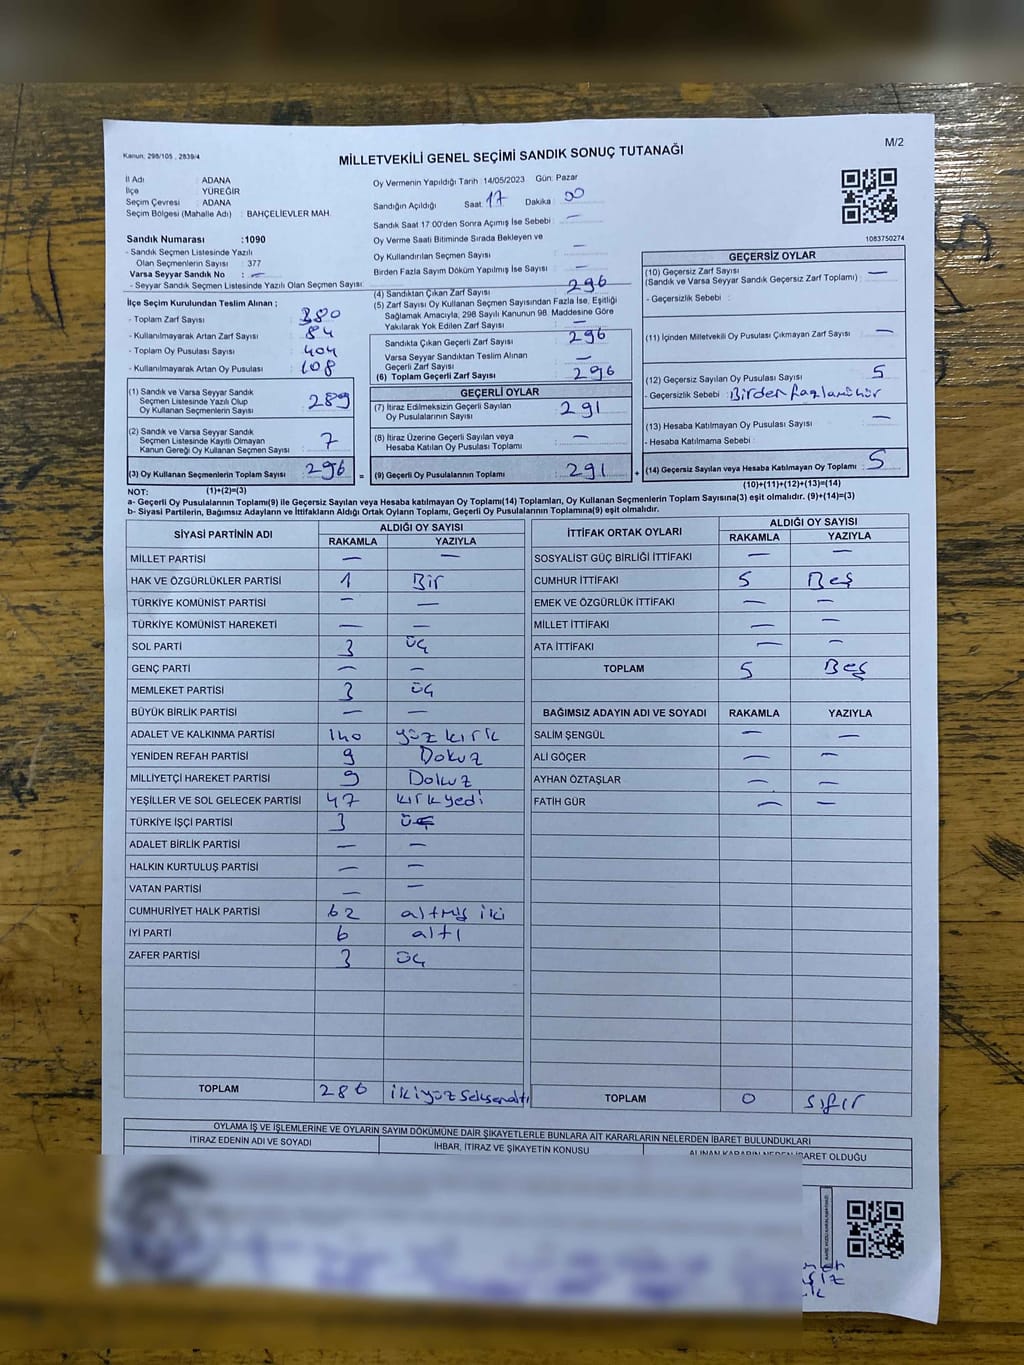 M/2
Kanun: 298/105 , 2839/4
MİLLETVEKİLİ GENEL SEÇİMİ SANDIK SONUÇ TUTANAĞI
İl Adı : ADANA
İlçe : YÜREĞİR
Seçim Çevresi : ADANA
Seçim Bölgesi (Mahalle Adı) : BAHÇELİEVLER MAH.
Sandık Numarası :1090
- Sandık Seçmen Listesinde Yazılı
Olan Seçmenlerin Sayısı : 377
Varsa Seyyar Sandık No : —
- Seyyar Sandık Seçmen Listesinde Yazılı Olan Seçmen Sayısı:
İlçe Seçim Kurulundan Teslim Alınan ;
- Toplam Zarf Sayısı : 380
- Kullanılmayarak Artan Zarf Sayısı : 84
- Toplam Oy Pusulası Sayısı : 404
- Kullanılmayarak Artan Oy Pusulası : 108
(1) Sandık ve Varsa Seyyar Sandık
Seçmen Listesinde Yazılı Olup
Oy Kullanan Seçmenlerin Sayısı : 289
(2) Sandık ve Varsa Seyyar Sandık
Seçmen Listesinde Kayıtlı Olmayan
Kanun Gereği Oy Kullanan Seçmen Sayısı : 7
(3) Oy Kullanan Seçmenlerin Toplam Sayısı : 296
(1)+(2)=(3)
Oy Vermenin Yapıldığı Tarih :14/05/2023 Gün: Pazar
Sandığın Açıldığı Saat: 17 Dakika : 00
Sandık Saat 17:00'den Sonra Açılmış İse Sebebi : —
Oy Verme Saati Bitiminde Sırada Bekleyen ve
Oy Kullandırılan Seçmen Sayısı : —
Birden Fazla Sayım Döküm Yapılmış İse Sayısı : —
(4) Sandıktan Çıkan Zarf Sayısı : 296
(5) Zarf Sayısı Oy Kullanan Seçmen Sayısından Fazla İse, Eşitliği
Sağlamak Amacıyla; 298 Sayılı Kanunun 98. Maddesine Göre
Yakılarak Yok Edilen Zarf Sayısı : —
Sandıkta Çıkan Geçerli Zarf Sayısı : 296
Varsa Seyyar Sandıktan Teslim Alınan
Geçerli Zarf Sayısı : —
(6) Toplam Geçerli Zarf Sayısı : 296
GEÇERLİ OYLAR
(7) İtiraz Edilmeksizin Geçerli Sayılan
Oy Pusulalarının Sayısı : 291
(8) İtiraz Üzerine Geçerli Sayılan veya
Hesaba Katılan Oy Pusulası Toplamı : —
= (9) Geçerli Oy Pusulalarının Toplamı : 291
1083750274
GEÇERSİZ OYLAR
(10) Geçersiz Zarf Sayısı : —
(Sandık ve Varsa Seyyar Sandık Geçersiz Zarf Toplamı) :
- Geçersizlik Sebebi :
(11) İçinden Milletvekili Oy Pusulası Çıkmayan Zarf Sayısı : —
(12) Geçersiz Sayılan Oy Pusulası Sayısı : 5
- Geçersizlik Sebebi : Birden fazla mühür
(13) Hesaba Katılmayan Oy Pusulası Sayısı : —
- Hesaba Katılmama Sebebi :
+ (14) Geçersiz Sayılan veya Hesaba Katılmayan Oy Toplamı : 5
(10)+(11)+(12)+(13)=(14)
NOT:
a- Geçerli Oy Pusulalarının Toplamı(9) ile Geçersiz Sayılan veya Hesaba katılmayan Oy Toplamı(14) Toplamları, Oy Kullanan Seçmenlerin Toplam Sayısına(3) eşit olmalıdır. (9)+(14)=(3)
b- Siyasi Partilerin, Bağımsız Adayların ve İttifakların Aldığı Ortak Oyların Toplamı, Geçerli Oy Pusulalarının Toplamına(9) eşit olmalıdır.
SİYASİ PARTİNİN ADI ALDIĞI OY SAYISI
RAKAMLA YAZIYLA
MİLLET PARTİSİ — —
HAK VE ÖZGÜRLÜKLER PARTİSİ 1 Bir
TÜRKİYE KOMÜNİST PARTİSİ — —
TÜRKİYE KOMÜNİST HAREKETİ — —
SOL PARTİ 3 üç
GENÇ PARTİ — —
MEMLEKET PARTİSİ 3 üç
BÜYÜK BİRLİK PARTİSİ — —
ADALET VE KALKINMA PARTİSİ 140 yüz kırk
YENİDEN REFAH PARTİSİ 9 Dokuz
MİLLİYETÇİ HAREKET PARTİSİ 9 Dokuz
YEŞİLLER VE SOL GELECEK PARTİSİ 47 kırkyedi
TÜRKİYE İŞÇİ PARTİSİ 3 üç
ADALET BİRLİK PARTİSİ — —
HALKIN KURTULUŞ PARTİSİ — —
VATAN PARTİSİ — —
CUMHURİYET HALK PARTİSİ 62 altmış iki
İYİ PARTİ 6 altı
ZAFER PARTİSİ 3 üç
TOPLAM 286 ikiyüz seksenaltı
İTTİFAK ORTAK OYLARI ALDIĞI OY SAYISI
RAKAMLA YAZIYLA
SOSYALİST GÜÇ BİRLİĞİ İTTİFAKI — —
CUMHUR İTTİFAKI 5 Beş
EMEK VE ÖZGÜRLÜK İTTİFAKI — —
MİLLET İTTİFAKI — —
ATA İTTİFAKI — —
TOPLAM 5 Beş
BAĞIMSIZ ADAYIN ADI VE SOYADI RAKAMLA YAZIYLA
SALİM ŞENGÜL — —
ALİ GÖÇER — —
AYHAN ÖZTAŞLAR — —
FATİH GÜR — —
TOPLAM 0 sıfır
OYLAMA İŞ VE İŞLEMLERİNE VE OYLARIN SAYIM DÖKÜMÜNE DAİR ŞİKAYETLERLE BUNLARA AİT KARARLARIN NELERDEN İBARET BULUNDUKLARI
İTİRAZ EDENİN ADI VE SOYADI İHBAR, İTİRAZ VE ŞİKAYETİN KONUSU ALINAN KARARIN NEDEN İBARET OLDUĞU